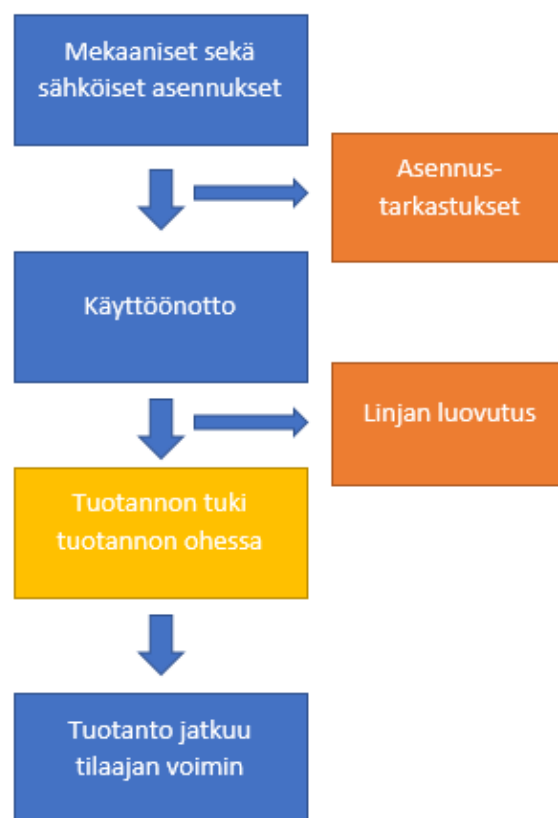 Mekaaniset sekä
sähköiset asennukset
Asennus-
tarkastukset
Käyttöönotto
Linjan luovutus
Tuotannon tuki
tuotannon ohessa
Tuotanto jatkuu
tilaajan voimin